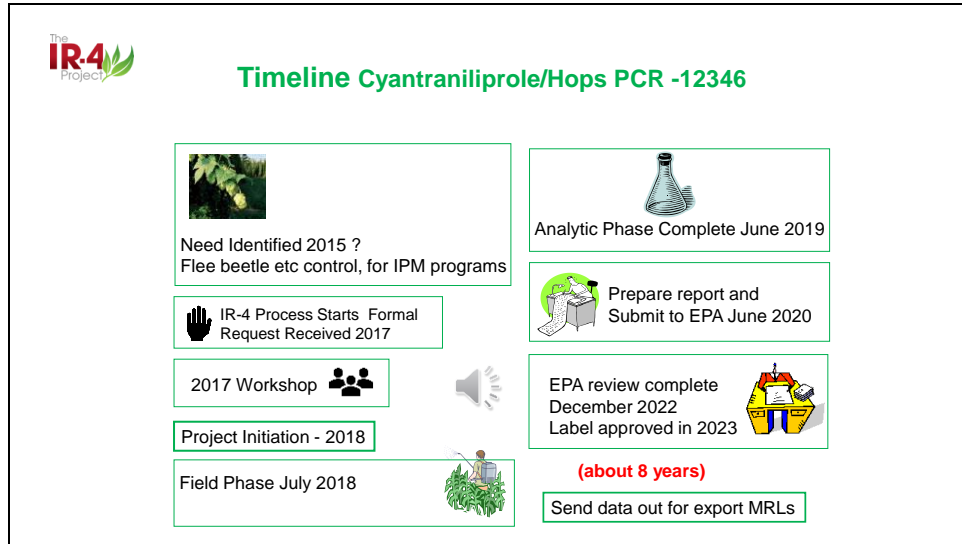 The
IR-4
Project
Timeline Cyantraniliprole/Hops PCR -12346
Need Identified 2015 ?
Flee beetle etc control, for IPM programs
IR-4 Process Starts Formal
Request Received 2017
2017 Workshop
Project Initiation - 2018
Field Phase July 2018
Analytic Phase Complete June 2019
Prepare report and
Submit to EPA June 2020
EPA review complete
December 2022
Label approved in 2023
(about 8 years)
Send data out for export MRLs